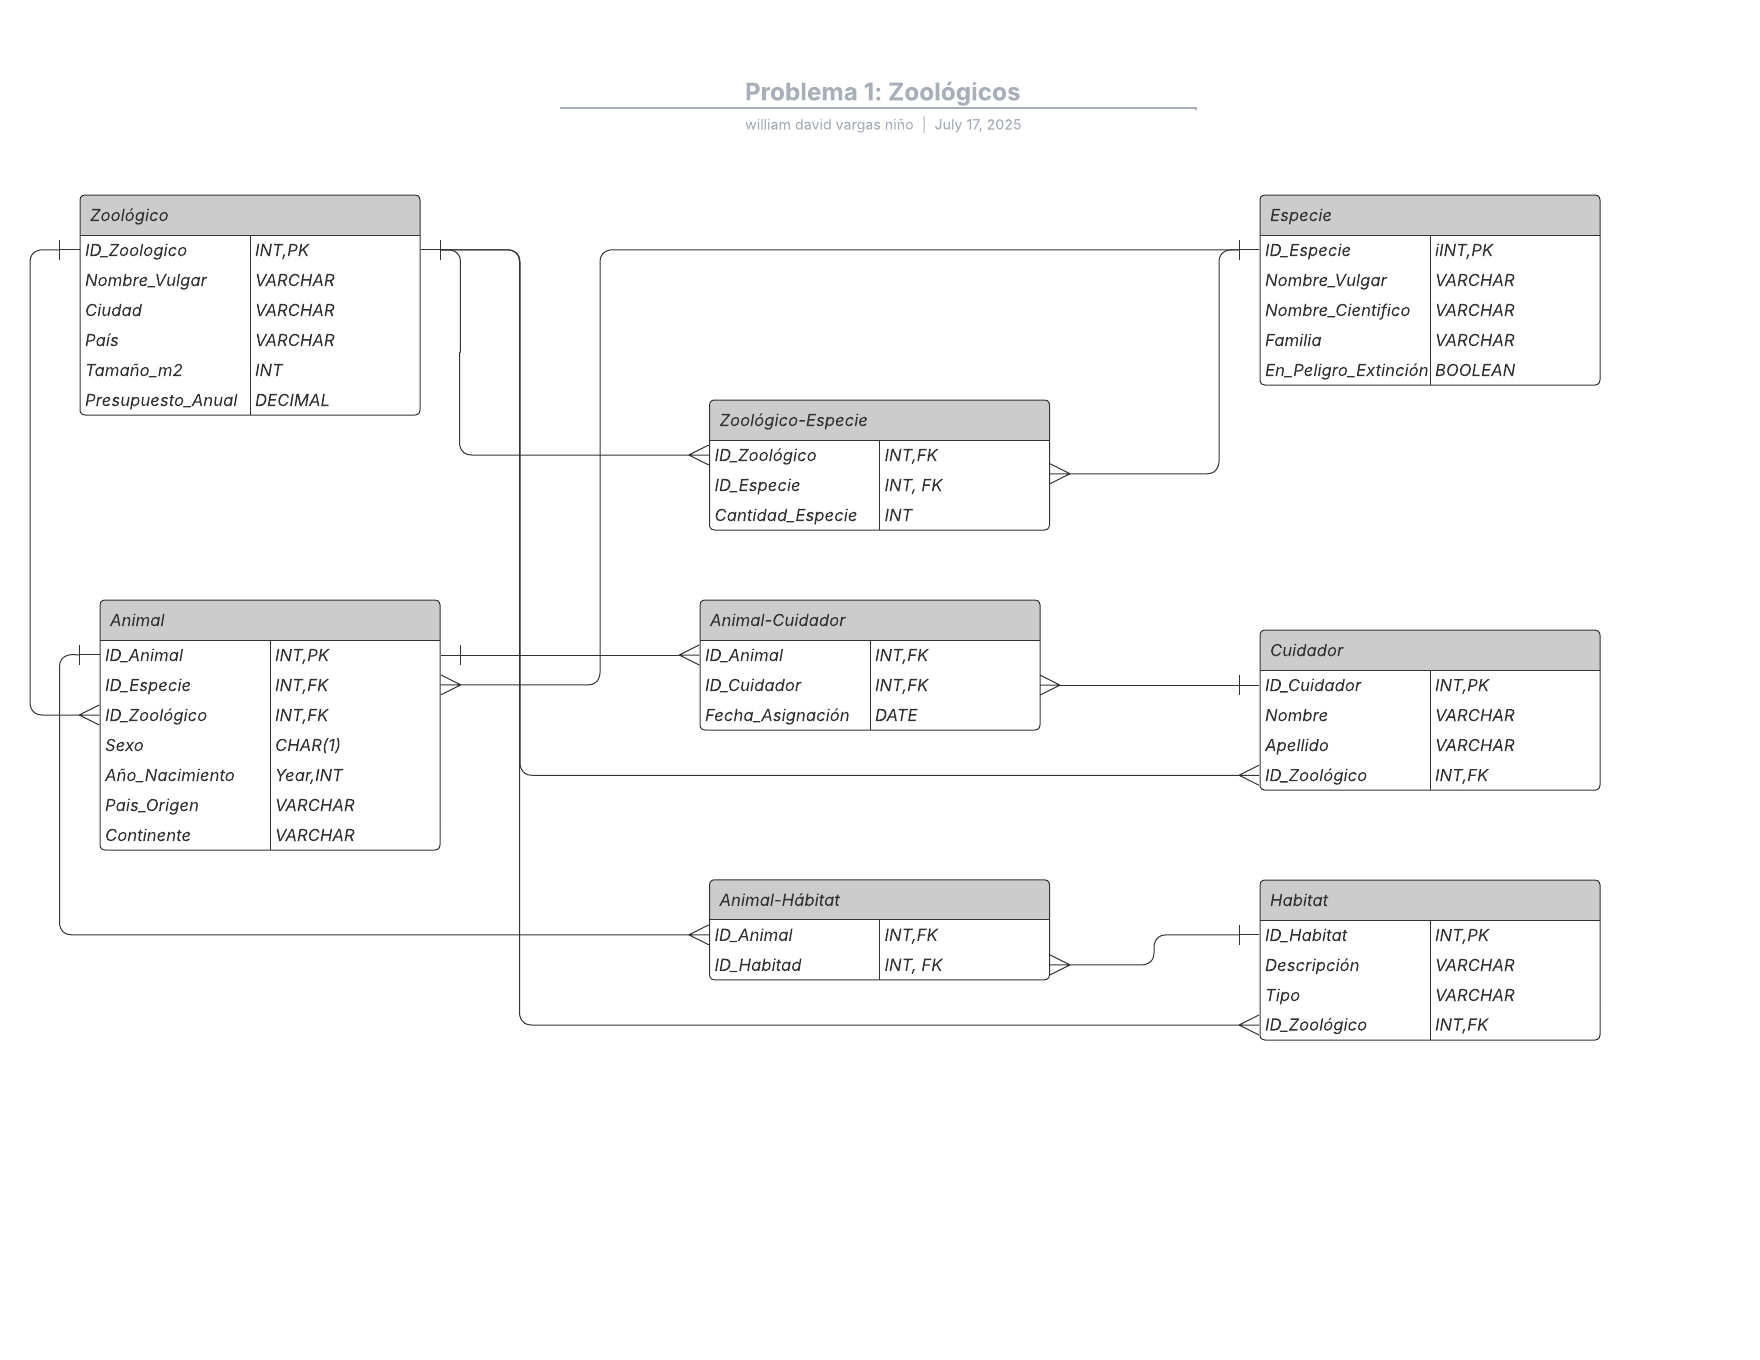 Problema 1: Zoológicos
william david vargas niño | July 17, 2025
Zoológico
ID_Zoologico INT,PK
Nombre_Vulgar VARCHAR
Ciudad VARCHAR
País VARCHAR
Tamaño_m2 INT
Presupuesto_Anual DECIMAL
Especie
ID_Especie iINT,PK
Nombre_Vulgar VARCHAR
Nombre_Cientifico VARCHAR
Familia VARCHAR
En_Peligro_Extinción BOOLEAN
Zoológico-Especie
ID_Zoológico INT,FK
ID_Especie INT, FK
Cantidad_Especie INT
Animal
ID_Animal INT,PK
ID_Especie INT,FK
ID_Zoológico INT,FK
Sexo CHAR(1)
Año_Nacimiento Year,INT
Pais_Origen VARCHAR
Continente VARCHAR
Animal-Cuidador
ID_Animal INT,FK
ID_Cuidador INT,FK
Fecha_Asignación DATE
Cuidador
ID_Cuidador INT,PK
Nombre VARCHAR
Apellido VARCHAR
ID_Zoológico INT,FK
Animal-Hábitat
ID_Animal INT,FK
ID_Habitad INT, FK
Habitat
ID_Habitat INT,PK
Descripción VARCHAR
Tipo VARCHAR
ID_Zoológico INT,FK